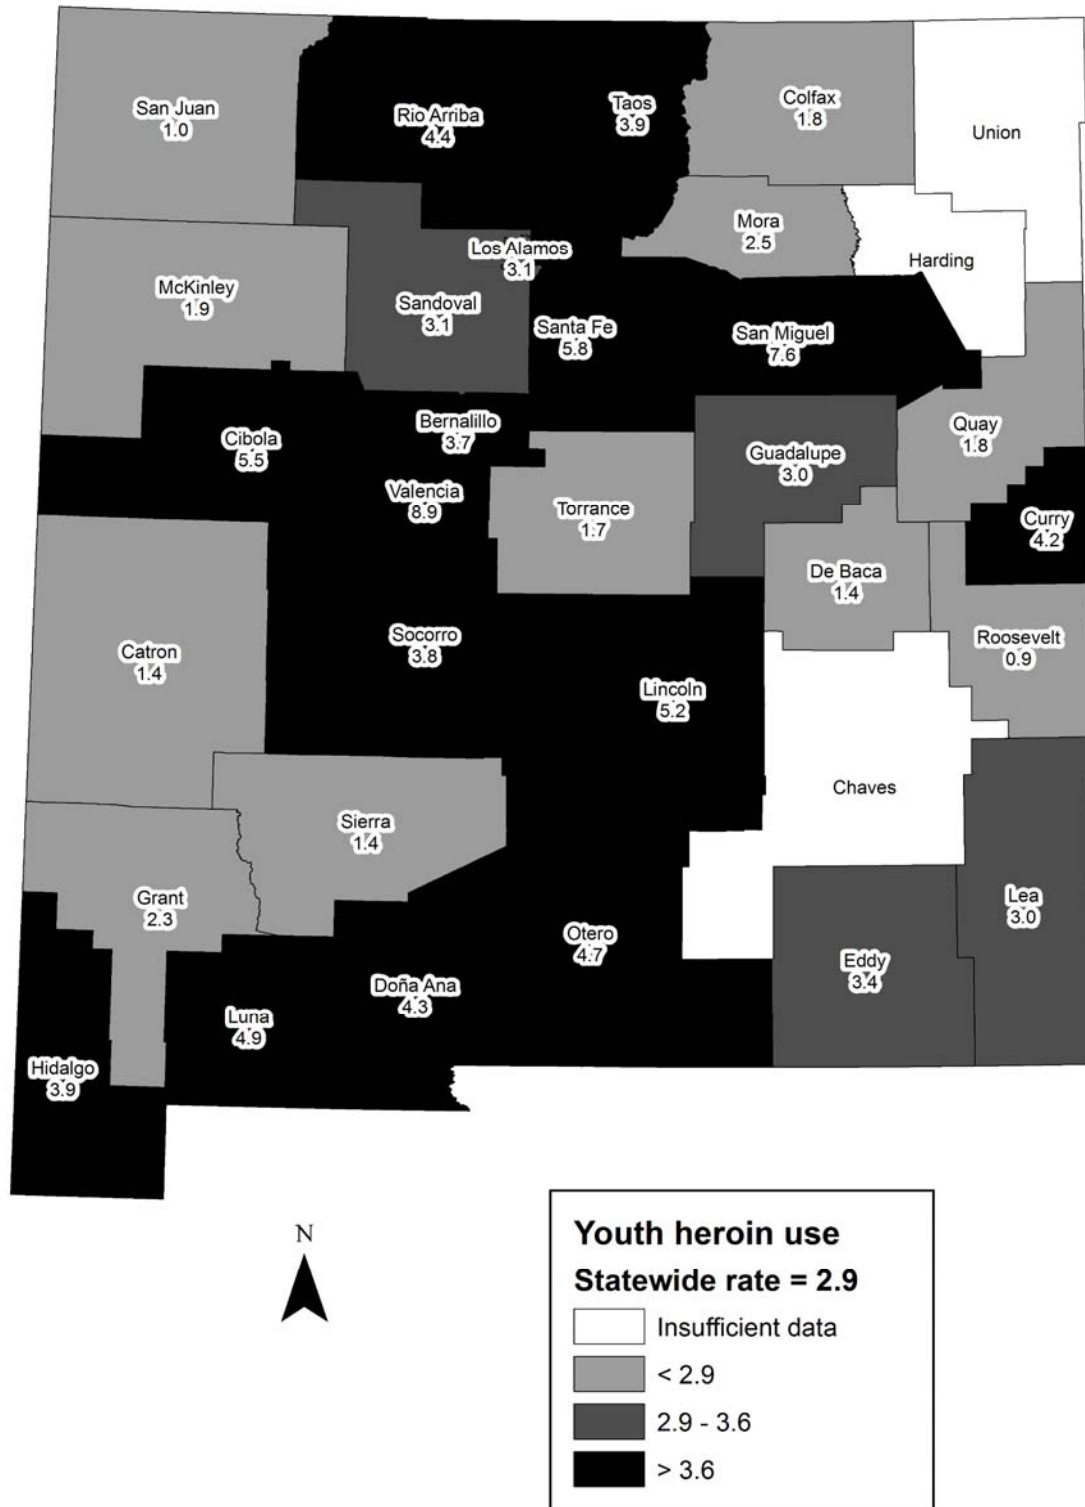 San Juan
1.0
Rio Arriba
4.4
Taos
3.9
Colfax
1.8
Union
Mora
2.5
Los Alamos
3.1
Harding
McKinley
1.9
Sandoval
3.1
Santa Fe
5.8
San Miguel
7.6
Bernalillo
3.7
Cibola
5.5
Guadalupe
3.0
Quay
1.8
Valencia
8.9
Torrance
1.7
Curry
4.2
De Baca
1.4
Socorro
3.8
Roosevelt
0.9
Catron
1.4
Lincoln
5.2
Chaves
Sierra
1.4
Grant
2.3
Lea
3.0
Otero
4.7
Eddy
3.4
Doña Ana
4.3
Luna
4.9
Hidalgo
3.9
N
Youth heroin use
Statewide rate = 2.9
Insufficient data
< 2.9
2.9 - 3.6
> 3.6